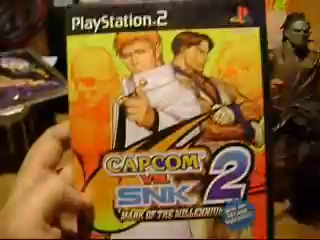 PlayStation.2
CAPCOM
VS.
SNK 2
MARK OF THE MILLENNIUM